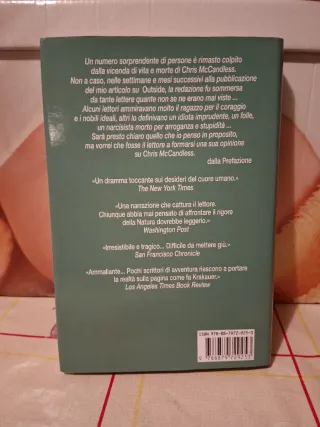 Un numero sorprendente di persone è rimasto colpito
dalla vicenda di vita e morte di Chris McCandless.
Non a caso, nelle settimane e mesi successivi alla pubblicazione
del mio articolo su Outside, la redazione fu sommersa
da tante lettere quante non se ne erano mai viste ...
Alcuni lettori ammiravano molto il ragazzo per il coraggio
e i nobili ideali, altri lo definivano un idiota imprudente, un folle,
un narcisista morto per arroganza e stupidità ...
Sarà presto chiaro quello che io penso in proposito,
ma vorrei che fosse il lettore a formarsi una sua opinione
su Chris McCandless.
dalla Prefazione
«Un dramma toccante sui desideri del cuore umano.»
The New York Times
«Una narrazione che cattura il lettore.
Chiunque abbia mai pensato di affrontare il rigore
della Natura dovrebbe leggerlo.»
Washington Post
«Irresistibile e tragico... Difficile da mettere giù.»
San Francisco Chronicle
«Ammaliante... Pochi scrittori di avventura riescono a portare
la realtà sulla pagina come fa Krakauer.»
Los Angeles Times Book Review